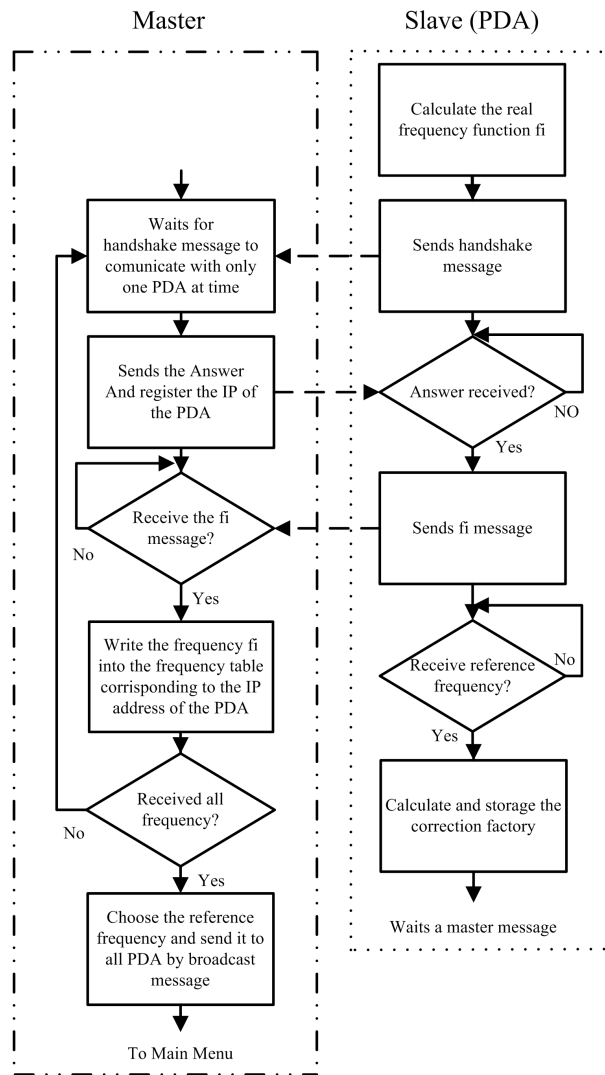 Master
Waits for
handshake message to
comunicate with only
one PDA at time
Sends the Answer
And register the IP of
the PDA
Receive the fi
message?
No
Yes
Write the frequency fi
into the frequency table
corrisponding to the IP
address of the PDA
Received all
frequency?
No
Yes
Choose the reference
frequency and send it to
all PDA by broadcast
message
To Main Menu
Slave (PDA)
Calculate the real
frequency function fi
Sends handshake
message
Answer received?
NO
Yes
Sends fi message
Receive reference
frequency?
No
Yes
Calculate and storage the
correction factory
Waits a master message